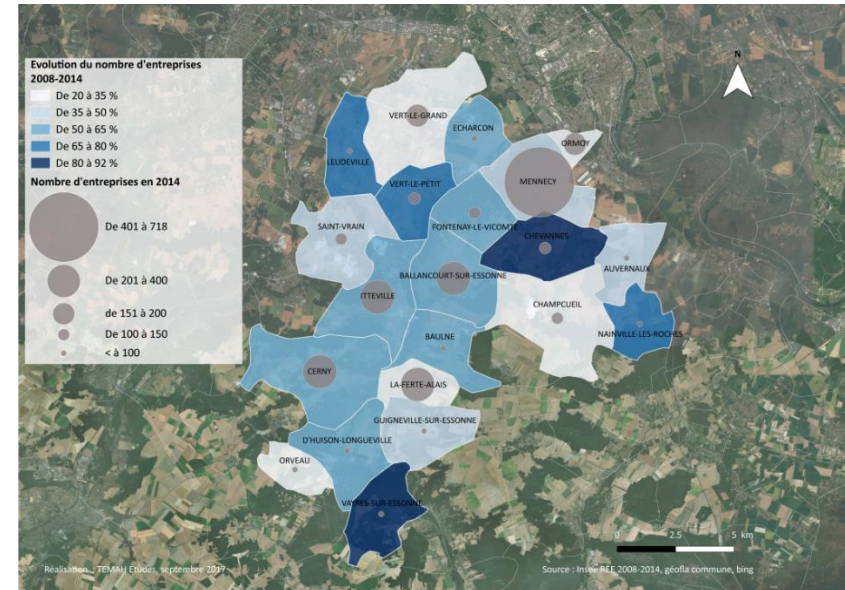 Evolution du nombre d'entreprises
2008-2014
De 20 à 35 %
De 35 à 50 %
De 50 à 65 %
De 65 à 80 %
De 80 à 92 %
Nombre d'entreprises en 2014
De 401 à 718
De 201 à 400
de 151 à 200
De 100 à 150
< à 100
N
VERT-LE-GRAND
ECHARCON
ORMOY
LEUDEVILLE
MENNECY
VERT-LE-PETIT
SAINT-VRAIN
FONTENAY-LE-VICOMTE
CHEVANNES
AUVERNAUX
BALLANCOURT-SUR-ESSONNE
ITTEVILLE
CHAMPCUEIL
NAINVILLE-LES-ROCHES
BAULNE
CERNY
LA-FERTE-ALAIS
GUIGNEVILLE-SUR-ESSONNE
D'HUISON-LONGUEVILLE
ORVEAU
VAYRES-SUR-ESSONNE
0 2.5 5 km
Réalisation : TEMAH Etudes, septembre 2017
Source : Insee REE 2008-2014, géofla commune, bing